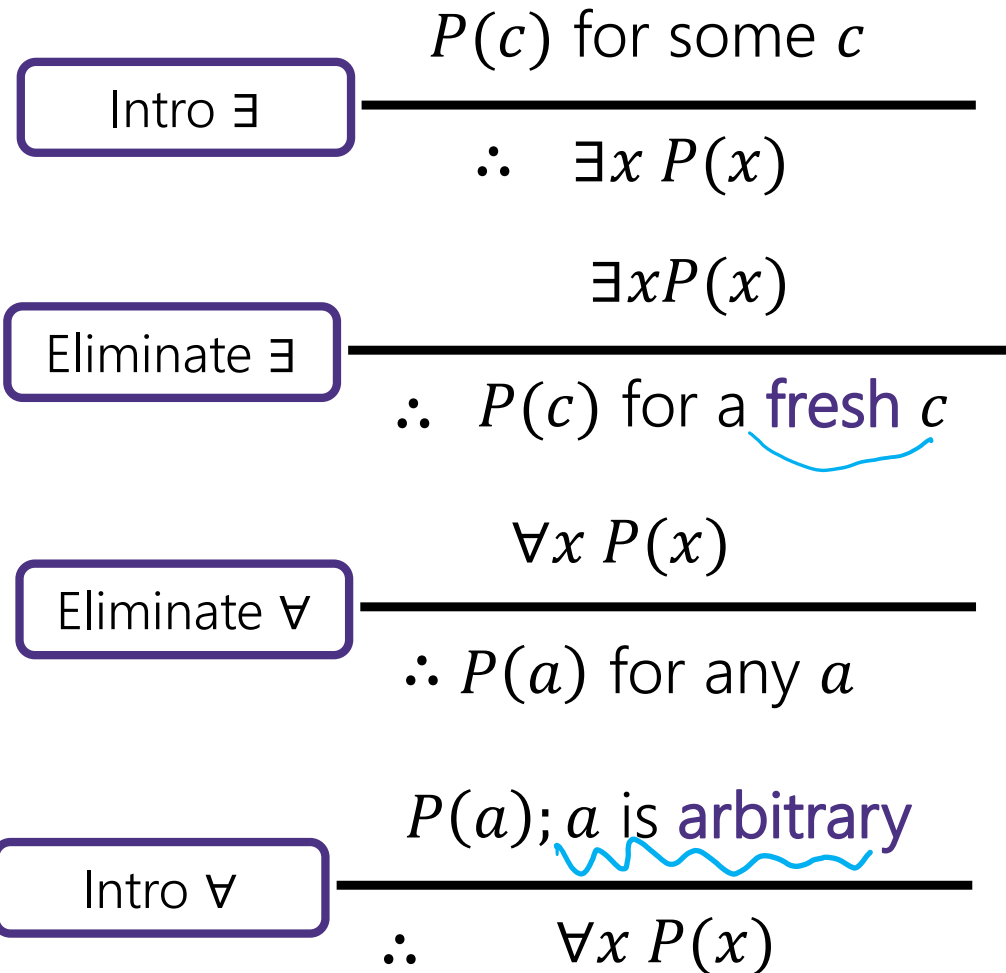 P(c) for some c
Intro ∃
∴ ∃x P(x)
∃xP(x)
Eliminate ∃
∴ P(c) for a fresh c
∀x P(x)
Eliminate ∀
∴ P(a) for any a
P(a); a is arbitrary
Intro ∀
∴ ∀x P(x)